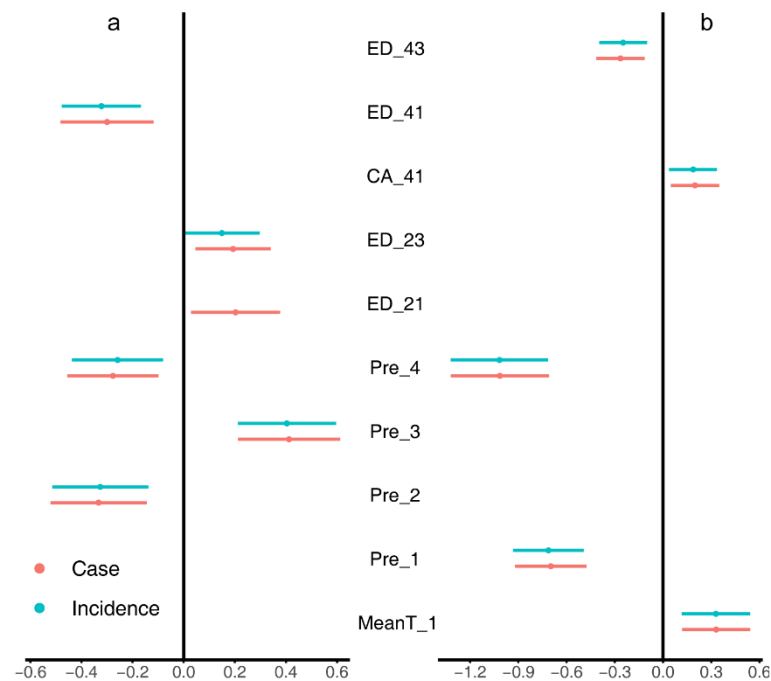 a
b
ED_43
ED_41
CA_41
ED_23
ED_21
Pre_4
Pre_3
Pre_2
Pre_1
MeanT_1
Case
Incidence
−0.6 −0.4 −0.2 0.0 0.2 0.4 0.6
−1.2 −0.9 −0.6 −0.3 0.0 0.3 0.6